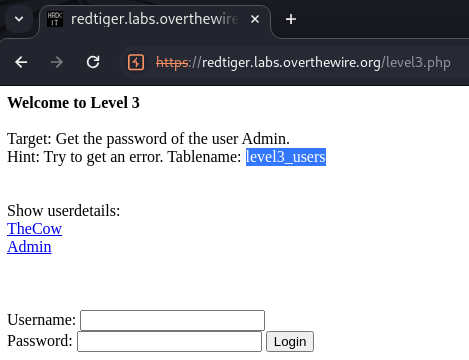 HACK
IT
redtiger.labs.overthewire
https://redtiger.labs.overthewire.org/level3.php
Welcome to Level 3
Target: Get the password of the user Admin.
Hint: Try to get an error. Tablename: level3_users
Show userdetails:
TheCow
Admin
Username:
Password: Login